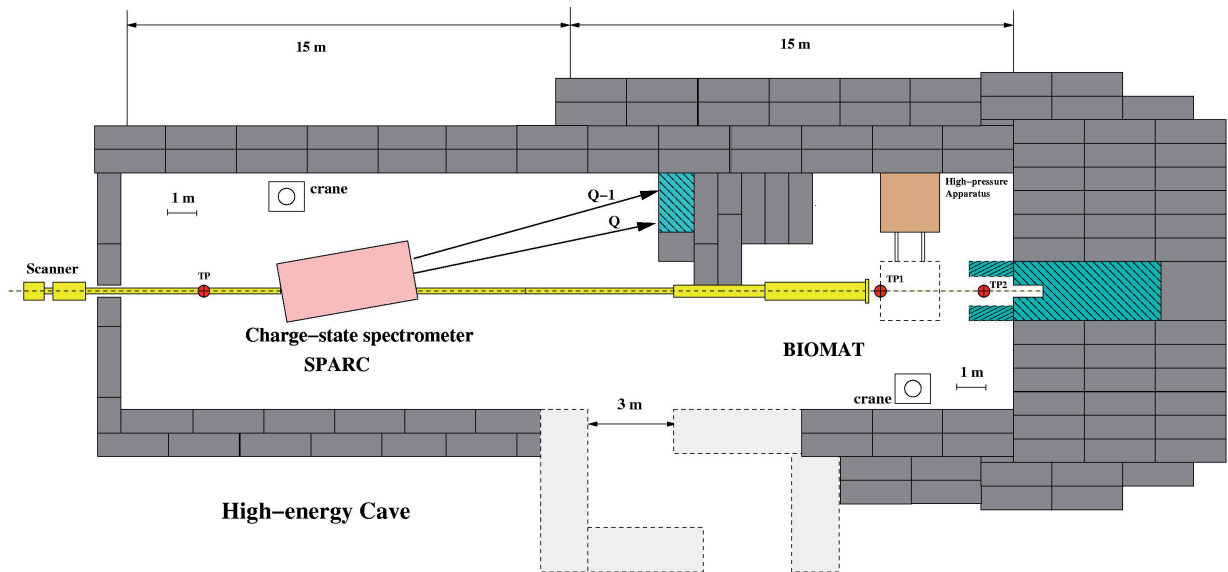 15 m
15 m
1 m
crane
Q−1
Q
High−pressure
Apparatus
Scanner
TP
TP1
TP2
Charge−state spectrometer
SPARC
BIOMAT
1 m
crane
3 m
High−energy Cave